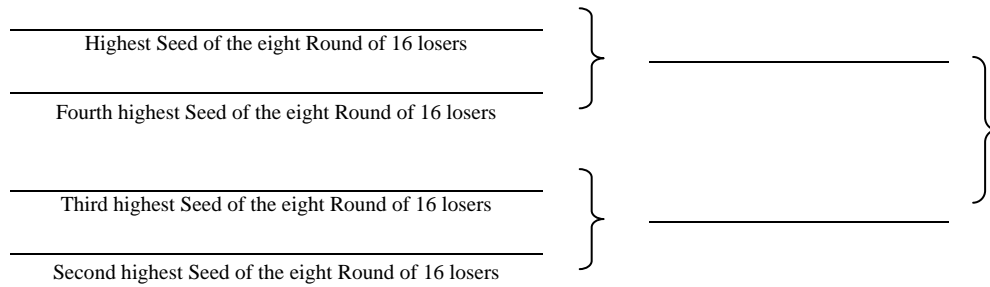 Highest Seed of the eight Round of 16 losers
Fourth highest Seed of the eight Round of 16 losers
Third highest Seed of the eight Round of 16 losers
Second highest Seed of the eight Round of 16 losers